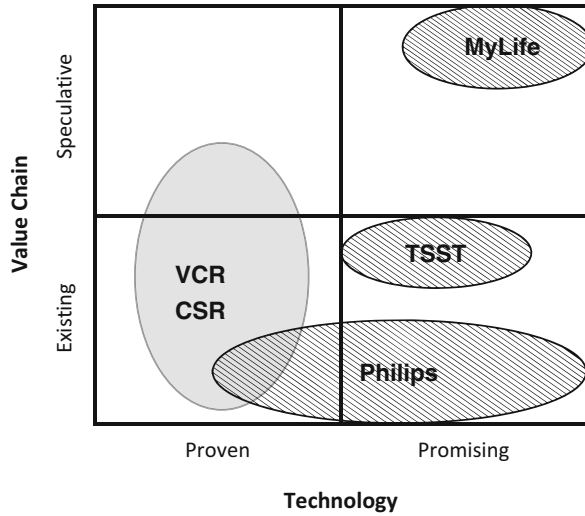 MyLife
Speculative
Value Chain
TSST
VCR
CSR
Existing
Philips
Proven
Promising
Technology